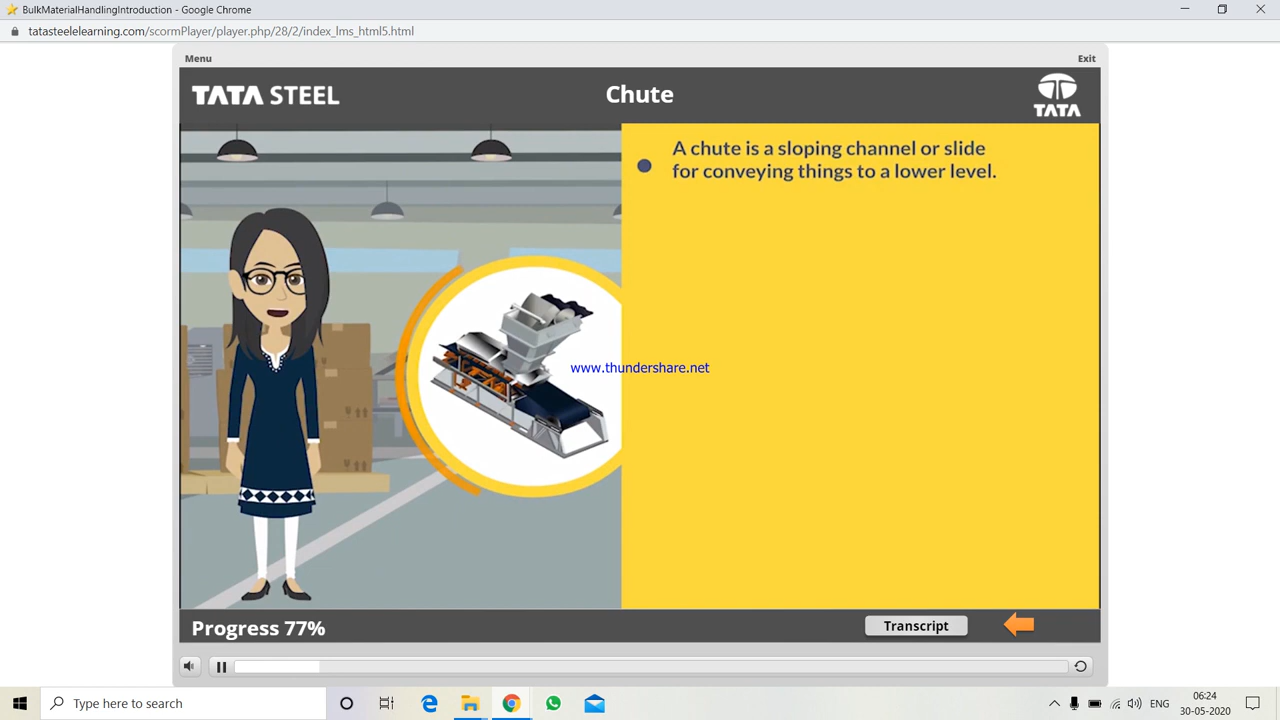 BulkMaterialHandlingIntroduction - Google Chrome
tatasteelelearning.com/scormPlayer/player.php/28/2/index_lms_html5.html
Menu
Exit
TATA STEEL
Chute
TATA
A chute is a sloping channel or slide
for conveying things to a lower level.
www.thundershare.net
Progress 77%
Transcript
Type here to search
ENG
06:24
30-05-2020